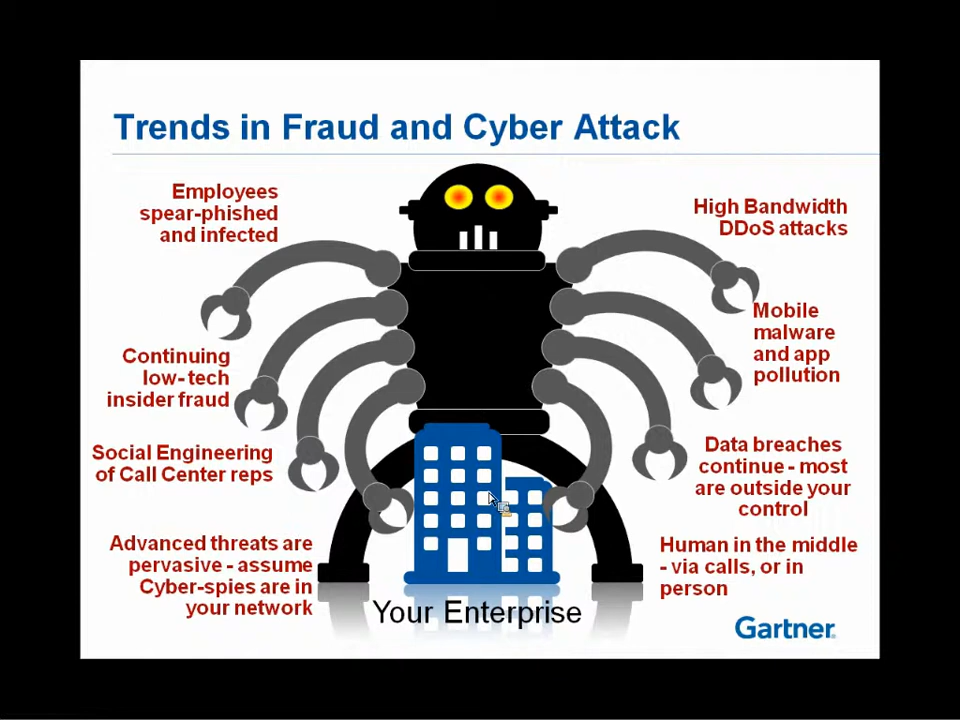 Trends in Fraud and Cyber Attack
Employees
spear-phished
and infected
High Bandwidth
DDoS attacks
Mobile
malware
and app
pollution
Continuing
low-tech
insider fraud
Social Engineering
of Call Center reps
Data breaches
continue - most
are outside your
control
Advanced threats are
pervasive - assume
Cyber-spies are in
your network
Human in the middle
- via calls, or in
person
Your Enterprise
Gartner